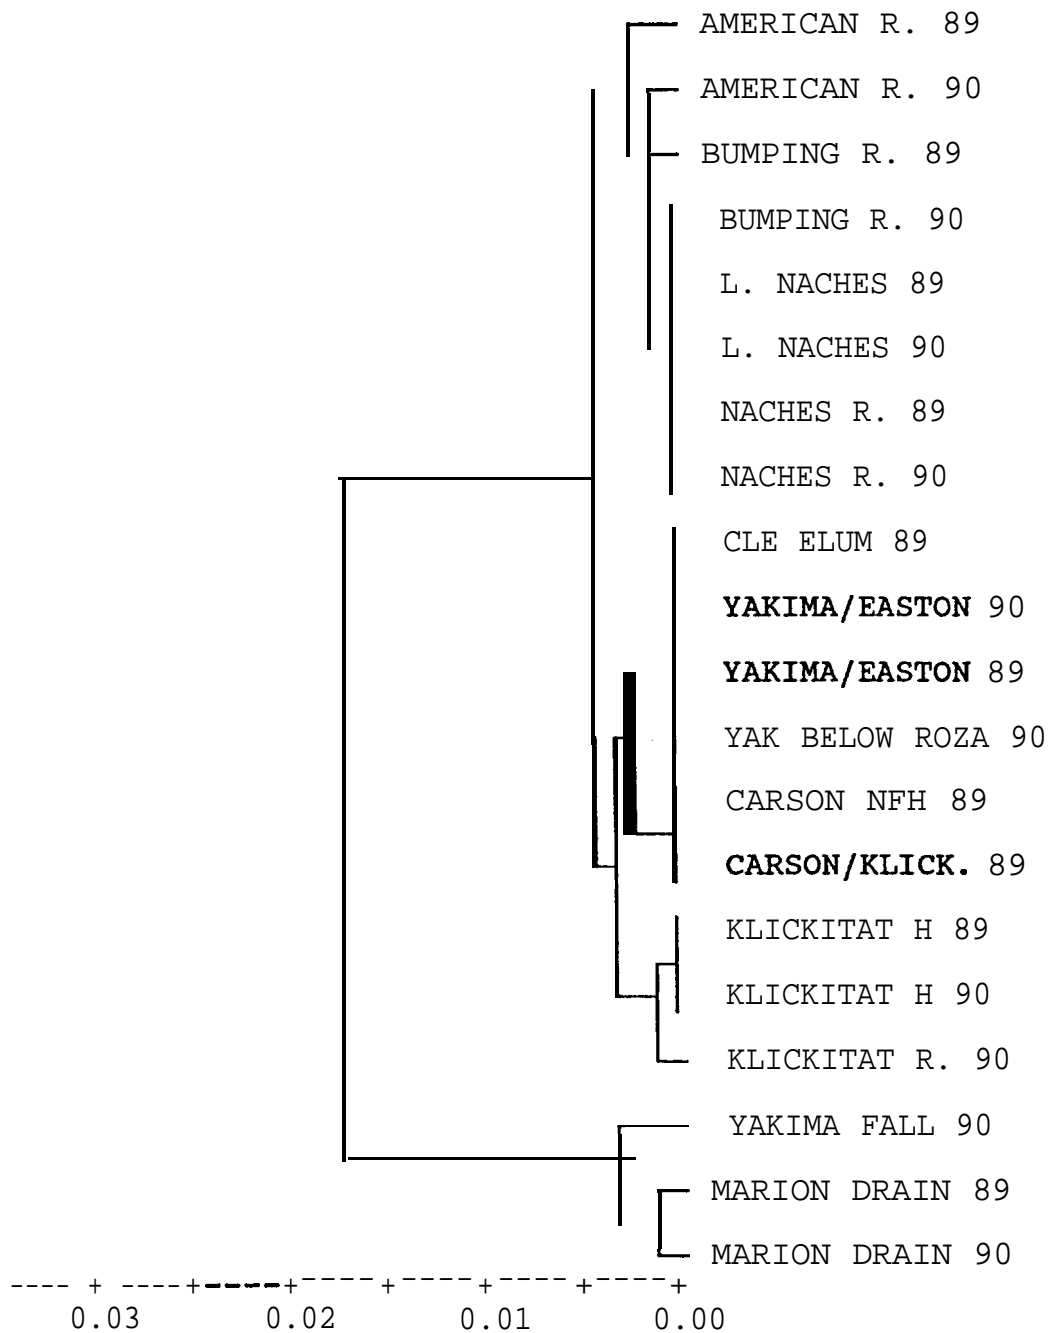 AMERICAN R. 89
AMERICAN R. 90
BUMPING R. 89
BUMPING R. 90
L. NACHES 89
L. NACHES 90
NACHES R. 89
NACHES R. 90
CLE ELUM 89
YAKIMA/EASTON 90
YAKIMA/EASTON 89
YAK BELOW ROZA 90
CARSON NFH 89
CARSON/KLICK. 89
KLICKITAT H 89
KLICKITAT H 90
KLICKITAT R. 90
YAKIMA FALL 90
MARION DRAIN 89
MARION DRAIN 90
---- + ----+----+----+----+----+----+
0.03 0.02 0.01 0.00